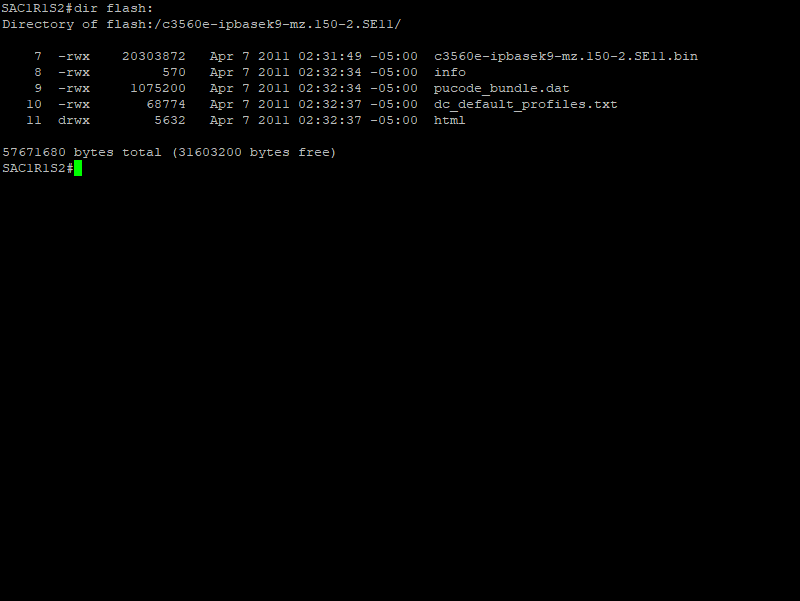 SAC1R1S2#dir flash:
Directory of flash:/c3560e-ipbasek9-mz.150-2.SE11/
7 -rwx 20303872 Apr 7 2011 02:31:49 -05:00 c3560e-ipbasek9-mz.150-2.SE11.bin
8 -rwx 570 Apr 7 2011 02:32:34 -05:00 info
9 -rwx 1075200 Apr 7 2011 02:32:34 -05:00 pucode_bundle.dat
10 -rwx 68774 Apr 7 2011 02:32:37 -05:00 dc_default_profiles.txt
11 drwx 5632 Apr 7 2011 02:32:37 -05:00 html
57671680 bytes total (31603200 bytes free)
SAC1R1S2#